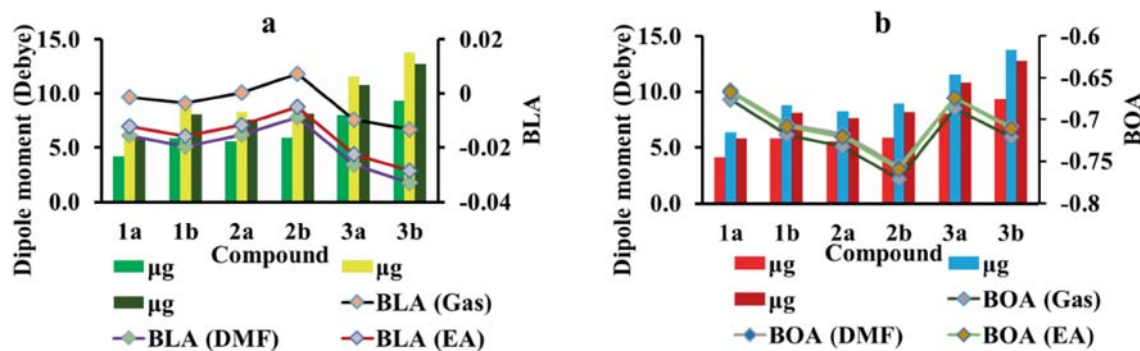 a
Dipole moment (Debye)
15.0
10.0
5.0
0.0
0.02
0
-0.02
-0.04
BLA
1a 1b 2a 2b 3a 3b
Compound
μg μg
μg BLA (Gas)
BLA (DMF) BLA (EA)
b
Dipole moment (Debye)
15.0
10.0
5.0
0.0
-0.6
-0.65
-0.7
-0.75
-0.8
BOA
1a 1b 2a 2b 3a 3b
Compound
μg μg
μg BOA (Gas)
BOA (DMF) BOA (EA)